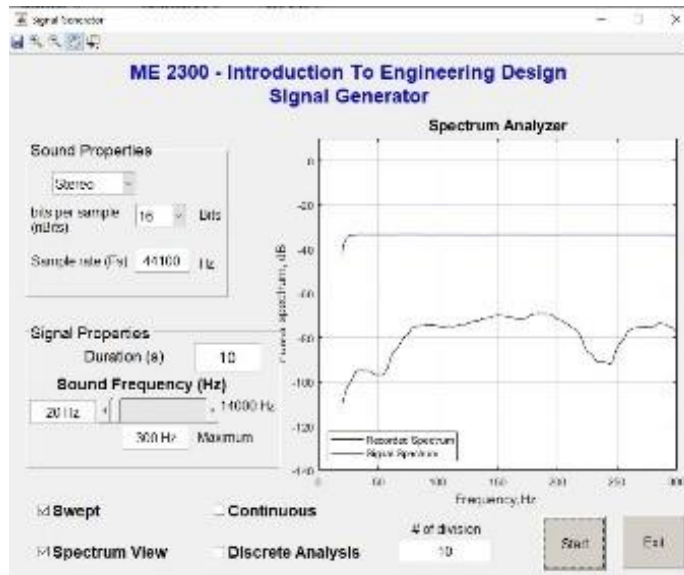 Signal Generator
ME 2300 - Introduction To Engineering Design
Signal Generator
Spectrum Analyzer
Sound Properties
Stereo
bits per sample 16 Bits
(nBits)
Sample rate (Fs) 44100 Hz
Signal Properties
Duration (s) 10
Sound Frequency (Hz)
20 Hz 14000 Hz
300 Hz Maximum
0
-20
-40
-60
-80
-100
-120
-140
spectrum, dB
Recorded Spectrum
Signal Spectrum
0 50 100 150 200 250 300
Frequency, Hz
Swept Continuous
Spectrum View Discrete Analysis
# of division
10
Start Exit